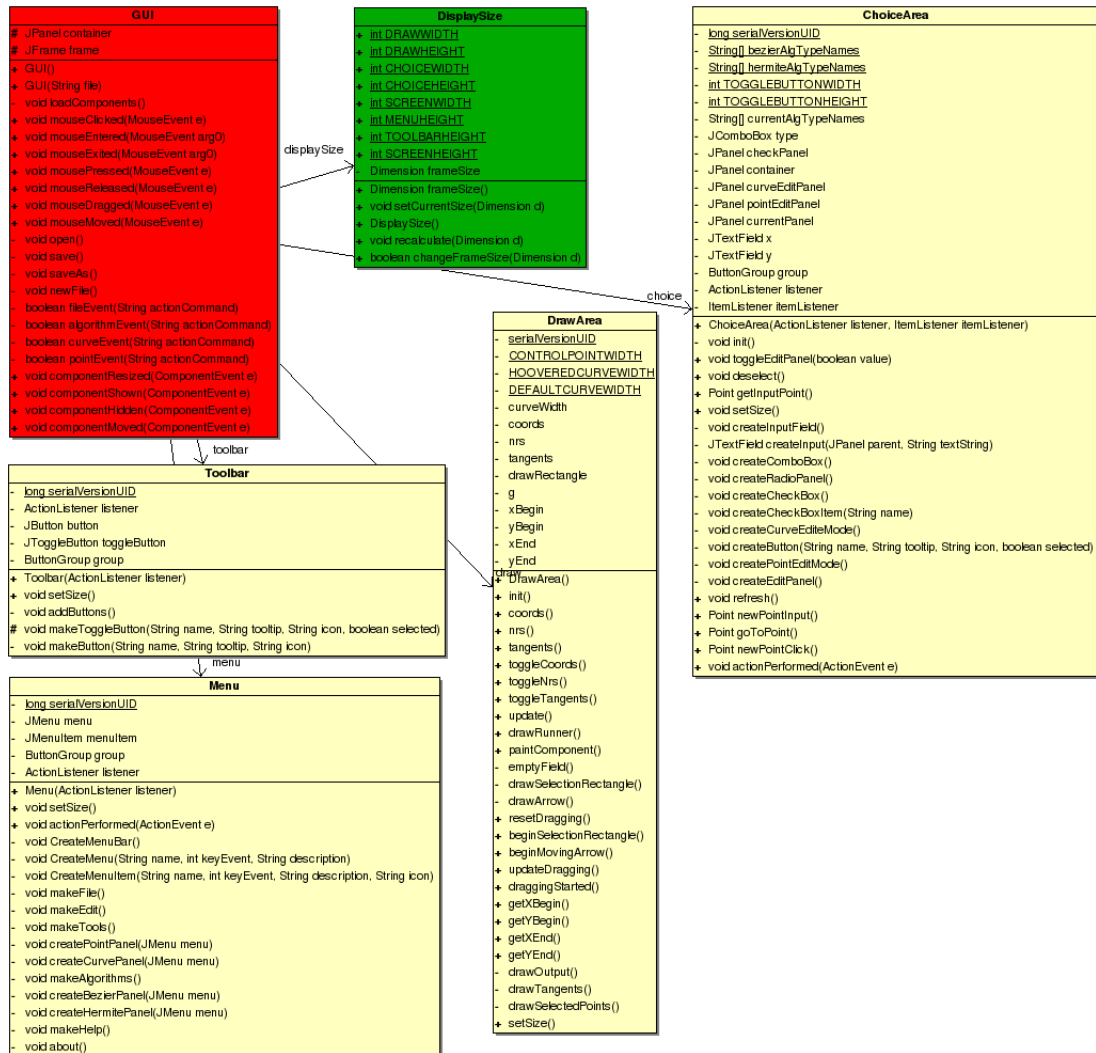 GUI
# JPanel container
# JFrame frame
+ GUI()
+ GUI(String file)
- void loadComponents()
+ void mouseClicked(MouseEvent e)
+ void mouseEntered(MouseEvent arg0)
+ void mouseExited(MouseEvent arg0)
+ void mousePressed(MouseEvent e)
+ void mouseReleased(MouseEvent e)
+ void mouseDragged(MouseEvent e)
+ void mouseMoved(MouseEvent e)
- void open()
- void save()
- void saveAs()
- void newFile()
- boolean fileEvent(String actionCommand)
- boolean algorithmEvent(String actionCommand)
- boolean curveEvent(String actionCommand)
- boolean pointEvent(String actionCommand)
+ void componentResized(ComponentEvent e)
+ void componentShown(ComponentEvent e)
+ void componentHidden(ComponentEvent e)
+ void componentMoved(ComponentEvent e)
displaySize
DisplaySize
+ int DRAWWIDTH
+ int DRAWHEIGHT
+ int CHOICEWIDTH
+ int CHOICEHEIGHT
+ int SCREENWIDTH
+ int MENUHEIGHT
+ int TOOLBARHEIGHT
+ int SCREENHEIGHT
- Dimension frameSize
+ Dimension frameSize()
+ void setCurrentSize(Dimension d)
+ DisplaySize()
+ void recalculate(Dimension d)
+ boolean changeFrameSize(Dimension d)
choice
ChoiceArea
- long serialVersionUID
- String[] bezierAlgTypeNames
- String[] hermiteAlgTypeNames
- int TOGGLEBUTTONWIDTH
- int TOGGLEBUTTONHEIGHT
- String[] currentAlgTypeNames
- JComboBox type
- JPanel checkPanel
- JPanel container
- JPanel curveEditPanel
- JPanel pointEditPanel
- JPanel currentPanel
- JTextField x
- JTextField y
- ButtonGroup group
- ActionListener listener
- ItemListener itemListener
+ ChoiceArea(ActionListener listener, ItemListener itemListener)
- void init()
+ void toggleEditPanel(boolean value)
+ void deselect()
+ Point getInputPoint()
+ void setSize()
- void createInputField()
- JTextField createInput(JPanel parent, String textString)
- void createComboBox()
- void createRadioPanel()
- void createCheckBox()
- void createCheckBoxItem(String name)
- void createCurveEditeMode()
- void createButton(String name, String tooltip, String icon, boolean selected)
- void createPointEditMode()
- void createEditPanel()
+ void refresh()
+ Point newPointInput()
+ Point goToPoint()
+ Point newPointClick()
+ void actionPerformed(ActionEvent e)
toolbar
Toolbar
- long serialVersionUID
- ActionListener listener
- JButton button
- JToggleButton toggleButton
- ButtonGroup group
+ Toolbar(ActionListener listener)
+ void setSize()
- void addButtons()
# void makeToggleButton(String name, String tooltip, String icon, boolean selected)
- void makeButton(String name, String tooltip, String icon)
menu
Menu
- long serialVersionUID
- JMenu menu
- JMenuItem menuItem
- ButtonGroup group
- ActionListener listener
+ Menu(ActionListener listener)
+ void setSize()
+ void actionPerformed(ActionEvent e)
- void CreateMenuBar()
- void CreateMenu(String name, int keyEvent, String description)
- void CreateMenuItem(String name, int keyEvent, String description, String icon)
- void makeFile()
- void makeEdit()
- void makeTools()
- void createPointPanel(JMenu menu)
- void createCurvePanel(JMenu menu)
- void makeAlgorithms()
- void createBezierPanel(JMenu menu)
- void createHermitePanel(JMenu menu)
- void makeHelp()
- void about()
draw
DrawArea
- serialVersionUID
- CONTROLPOINTWIDTH
- HOOVEREDCURVEWIDTH
- DEFAULTCURVEWIDTH
- curveWidth
- coords
- nrs
- tangents
- drawRectangle
- g
- xBegin
- yBegin
- xEnd
- yEnd
+ DrawArea()
+ init()
+ coords()
+ nrs()
+ tangents()
+ toggleCoords()
+ toggleNrs()
+ toggleTangents()
+ update()
+ drawRunner()
+ paintComponent()
- emptyField()
- drawSelectionRectangle()
- drawArrow()
+ resetDragging()
+ beginSelectionRectangle()
+ beginMovingArrow()
+ updateDragging()
+ draggingStarted()
+ getXBegin()
+ getYBegin()
+ getXEnd()
+ getYEnd()
- drawOutput()
- drawTangents()
- drawSelectedPoints()
+ setSize()